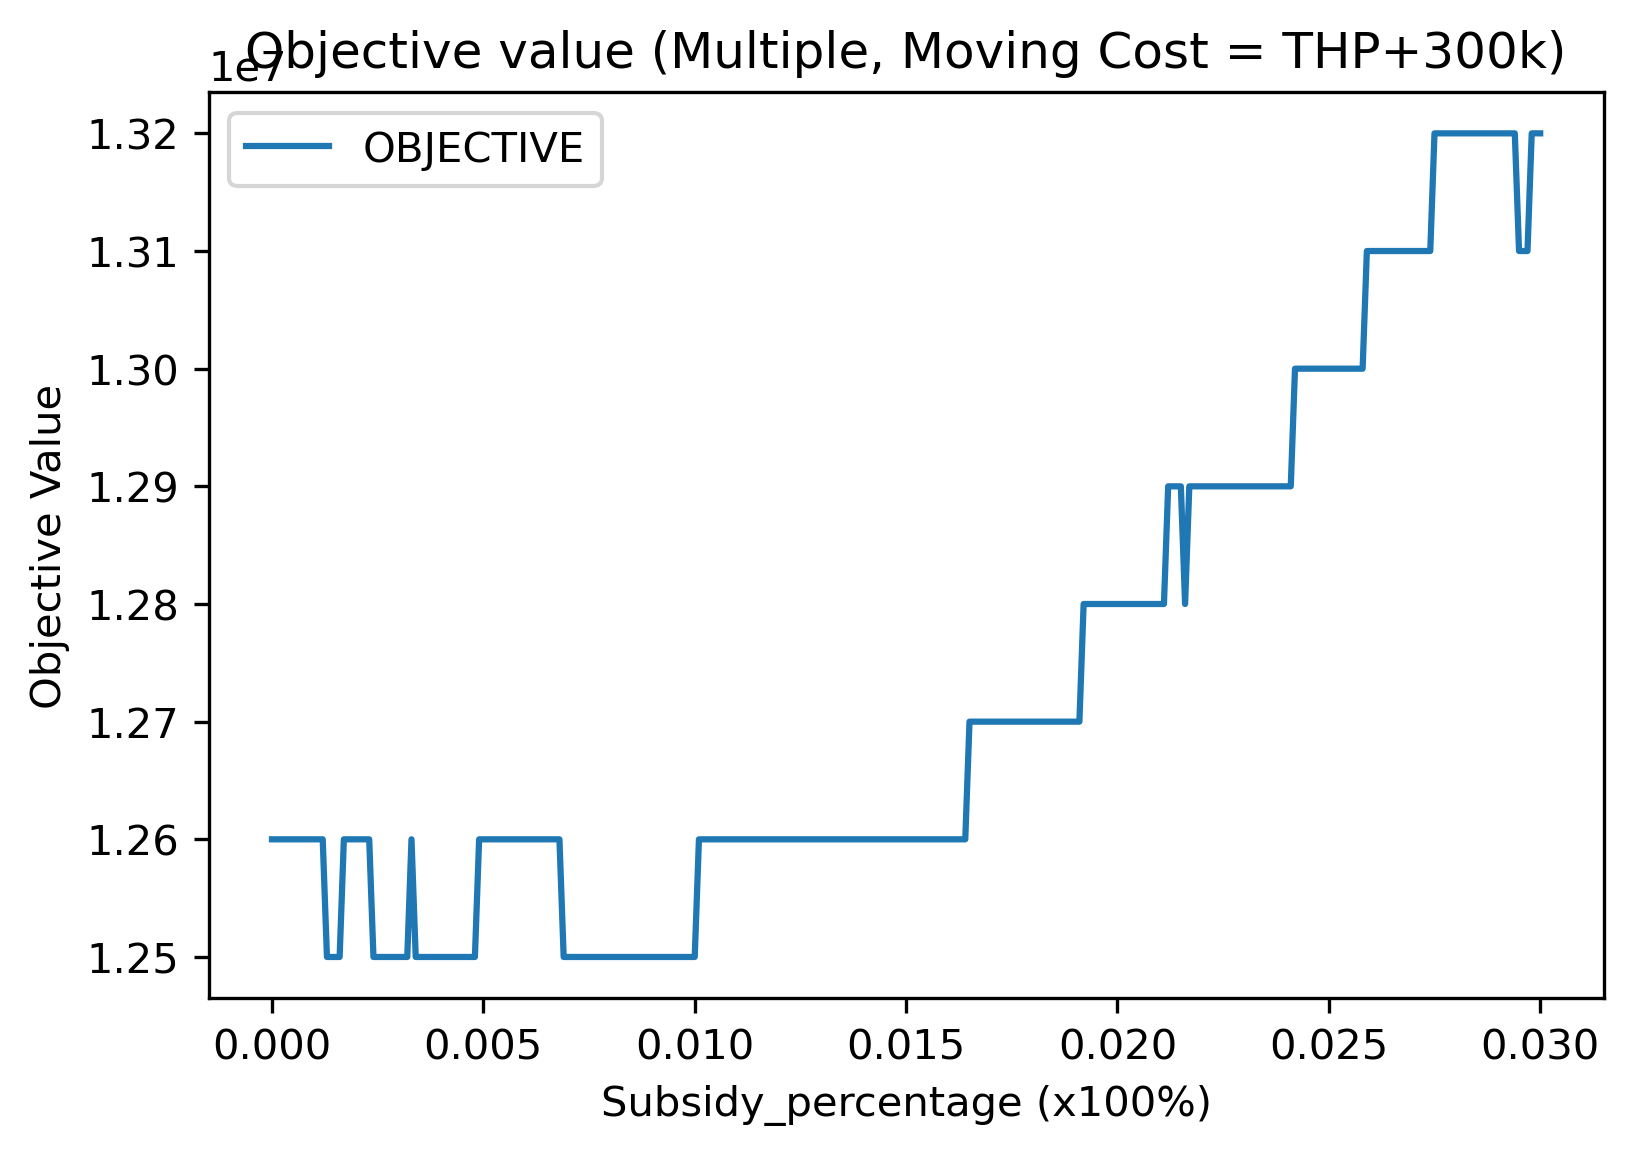 Objective value (Multiple, Moving Cost = THP+300k)
1e7
OBJECTIVE
1.32
1.31
1.30
1.29
1.28
1.27
1.26
1.25
Objective Value
0.000 0.005 0.010 0.015 0.020 0.025 0.030
Subsidy_percentage (x100%)